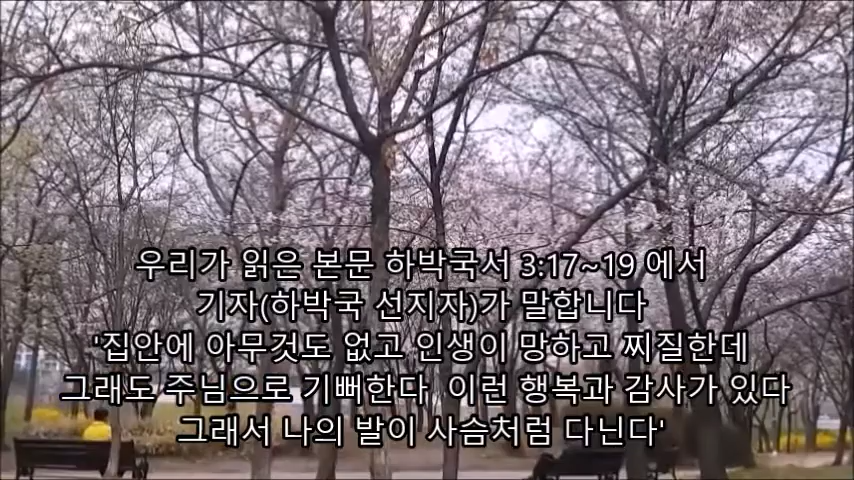 우리가 읽은 본문 하박국서 3:17~19 에서
기자(하박국 선지자)가 말합니다
'집안에 아무것도 없고 인생이 망하고 찌질한데
그래도 주님으로 기뻐한다 이런 행복과 감사가 있다
그래서 나의 발이 사슴처럼 다닌다'